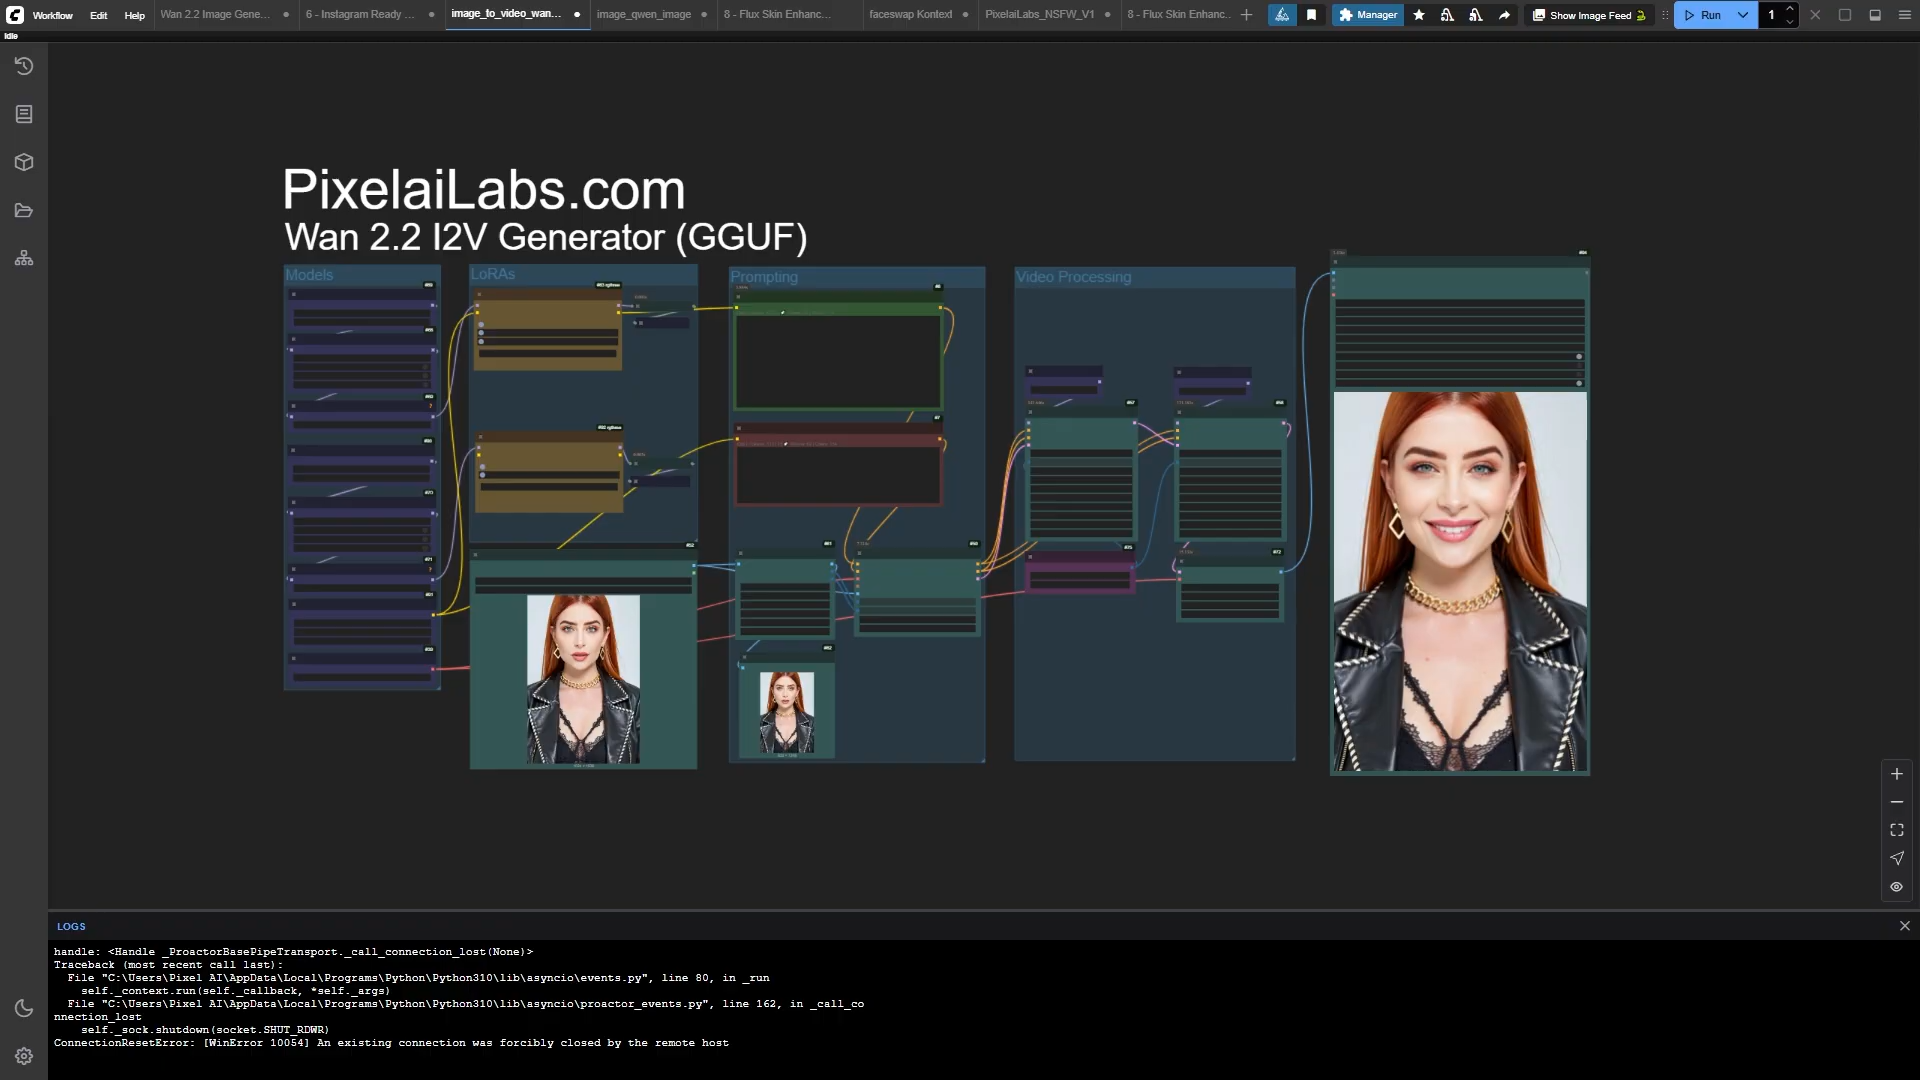 Workflow
Edit
Help
Wan 2.2 Image Gene...
6 - Instagram Ready ...
image_to_video_wan...
image_qwen_image
8 - Flux Skin Enhanc...
faceswap Kontext
PixelaiLabs_NSFW_V1
8 - Flux Skin Enhanc...
Manager
Show Image Feed
Run
1
Idle
PixelaiLabs.com
Wan 2.2 I2V Generator (GGUF)
Models
LoRAs
Prompting
Video Processing
LOGS
handle: <Handle _ProactorBasePipeTransport._call_connection_lost(None)>
Traceback (most recent call last):
File "C:\Users\Pixel AI\AppData\Local\Programs\Python\Python310\lib\asyncio\events.py", line 80, in _run
self._context.run(self._callback, *self._args)
File "C:\Users\Pixel AI\AppData\Local\Programs\Python\Python310\lib\asyncio\proactor_events.py", line 162, in _call_co
nnection_lost
self._sock.shutdown(socket.SHUT_RDWR)
ConnectionResetError: [WinError 10054] An existing connection was forcibly closed by the remote host